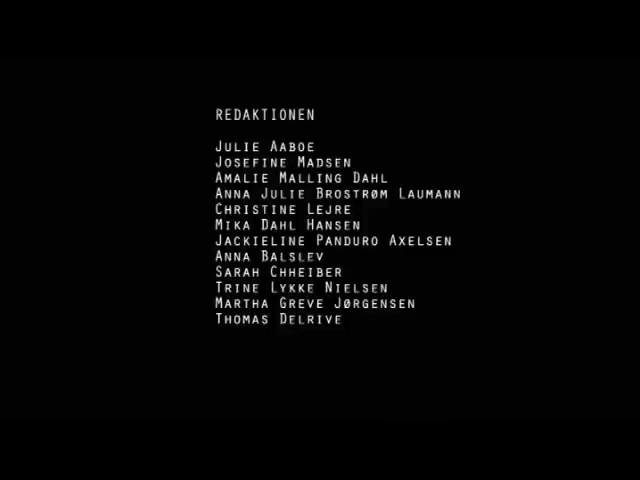 REDAKTIONEN
JULIE AABOE
JOSEFINE MADSEN
AMALIE MALLING DAHL
ANNA JULIE BROSTRØM LAUMANN
CHRISTINE LEJRE
MIKA DAHL HANSEN
JACKIELINE PANDURO AXELSEN
ANNA BALSLEV
SARAH CHHEIBER
TRINE LYKKE NIELSEN
MARTHA GREVE JØRGENSEN
THOMAS DELRIVE